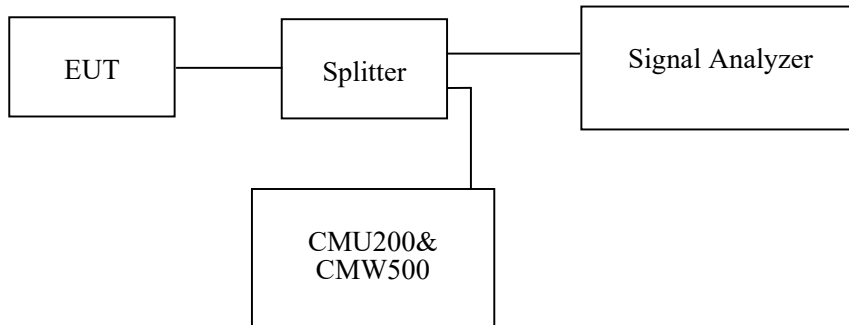 EUT
Splitter
Signal Analyzer
CMU200&
CMW500